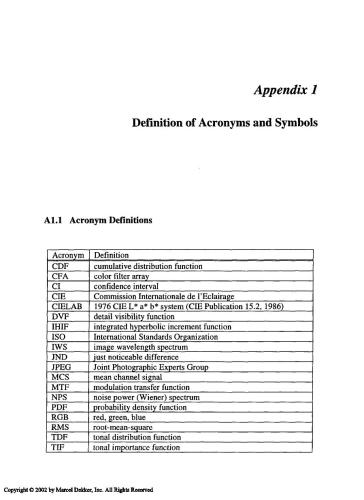 Appendix 1
Definition of Acronyms and Symbols
A1.1 Acronym Definitions
Acronym Definition
CDF cumulative distribution function
CFA color filter array
CI confidence interval
CIE Commission Internationale de l'Eclairage
CIELAB 1976 CIE L* a* b* system (CIE Publication 15.2, 1986)
DVF detail visibility function
IHIF integrated hyperbolic increment function
ISO International Standards Organization
IWS image wavelength spectrum
JND just noticeable difference
JPEG Joint Photographic Experts Group
MCS mean channel signal
MTF modulation transfer function
NPS noise power (Wiener) spectrum
PDF probability density function
RGB red, green, blue
RMS root-mean-square
TDF tonal distribution function
TIF tonal importance function
Copyright © 2002 by Marcel Dekker, Inc. All Rights Reserved